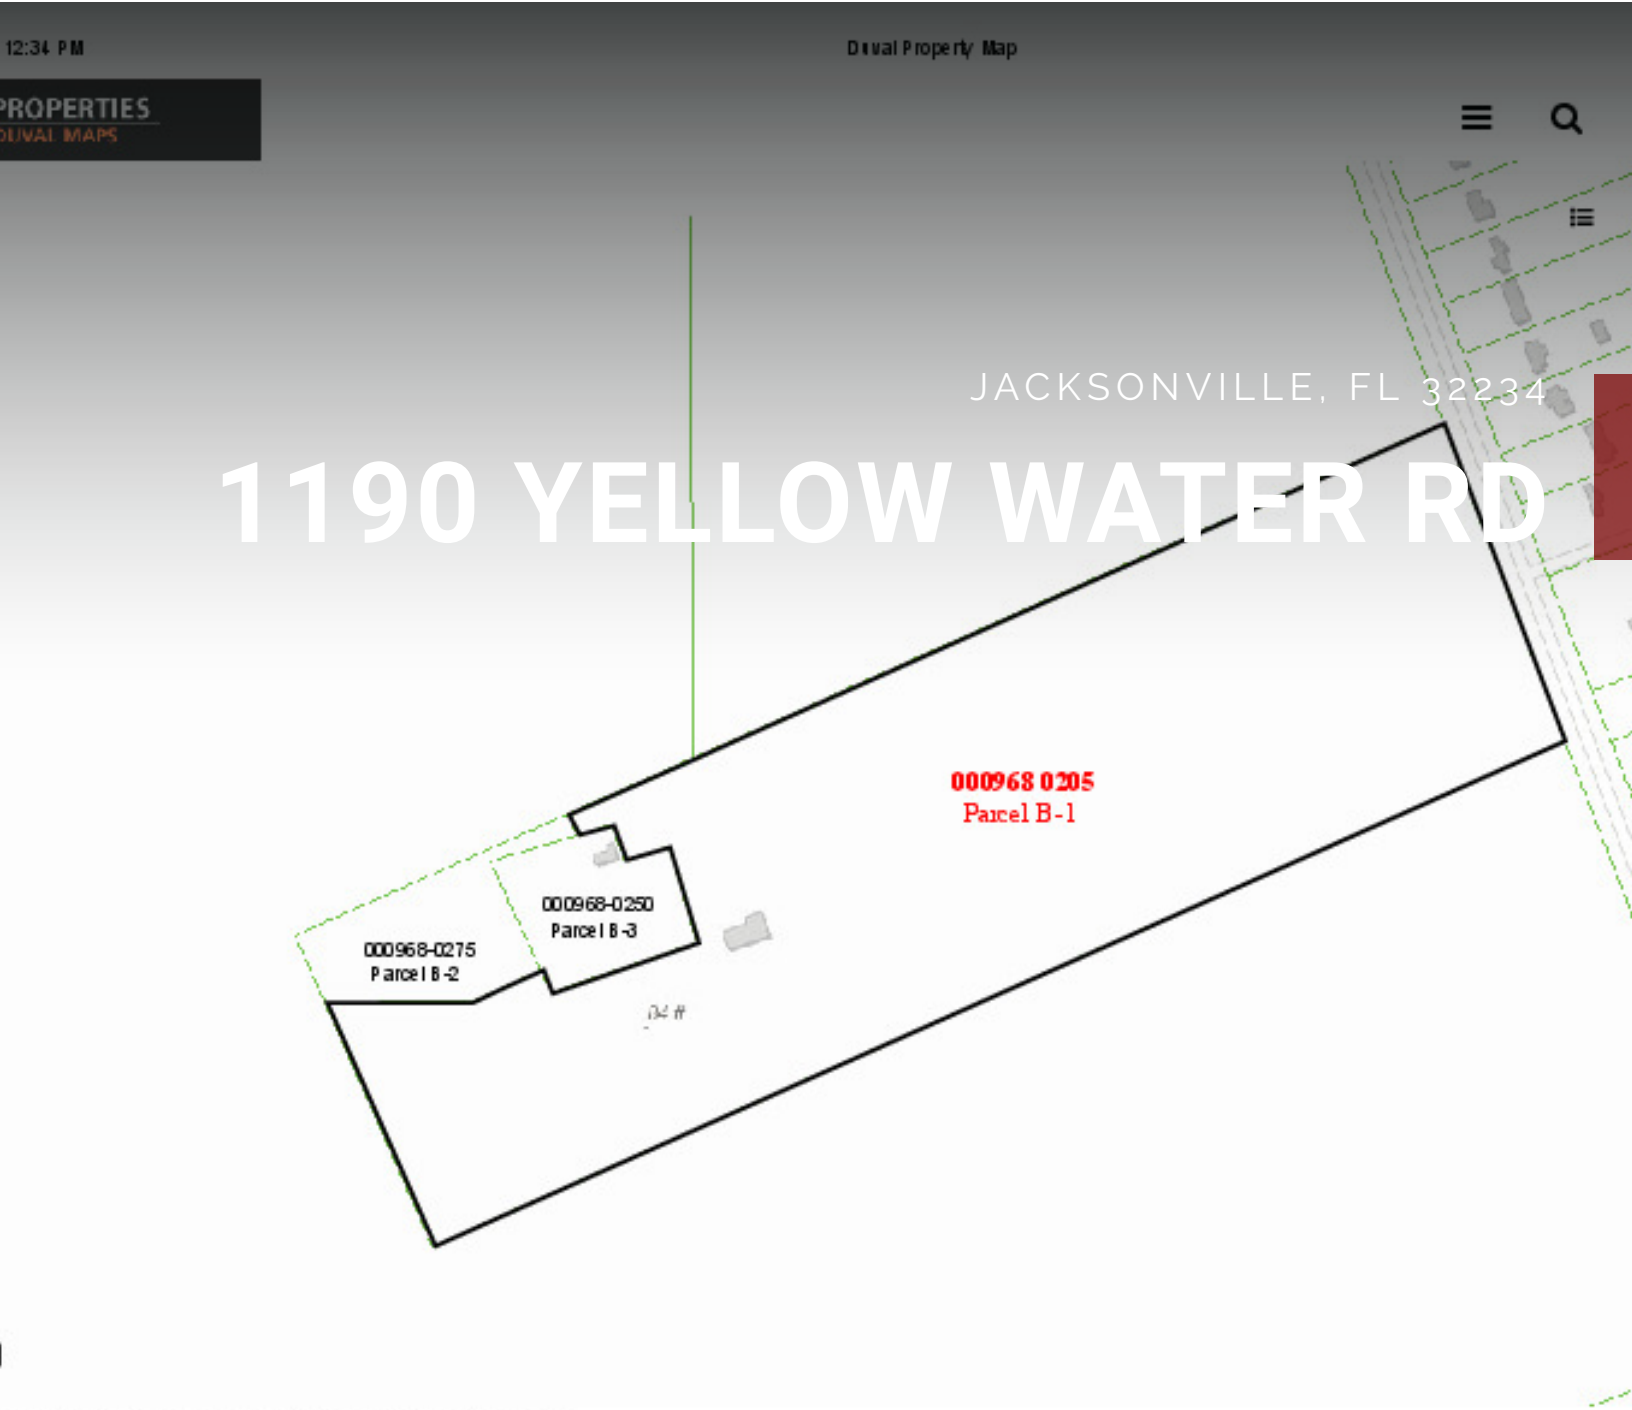 12:34 PM
Duval Property Map
PROPERTIES
DUVAL MAPS
JACKSONVILLE, FL 32234
1190 YELLOW WATER RD
000968 0205
Parcel B-1
000968-0250
Parcel B-3
000968-0275
Parcel B-2